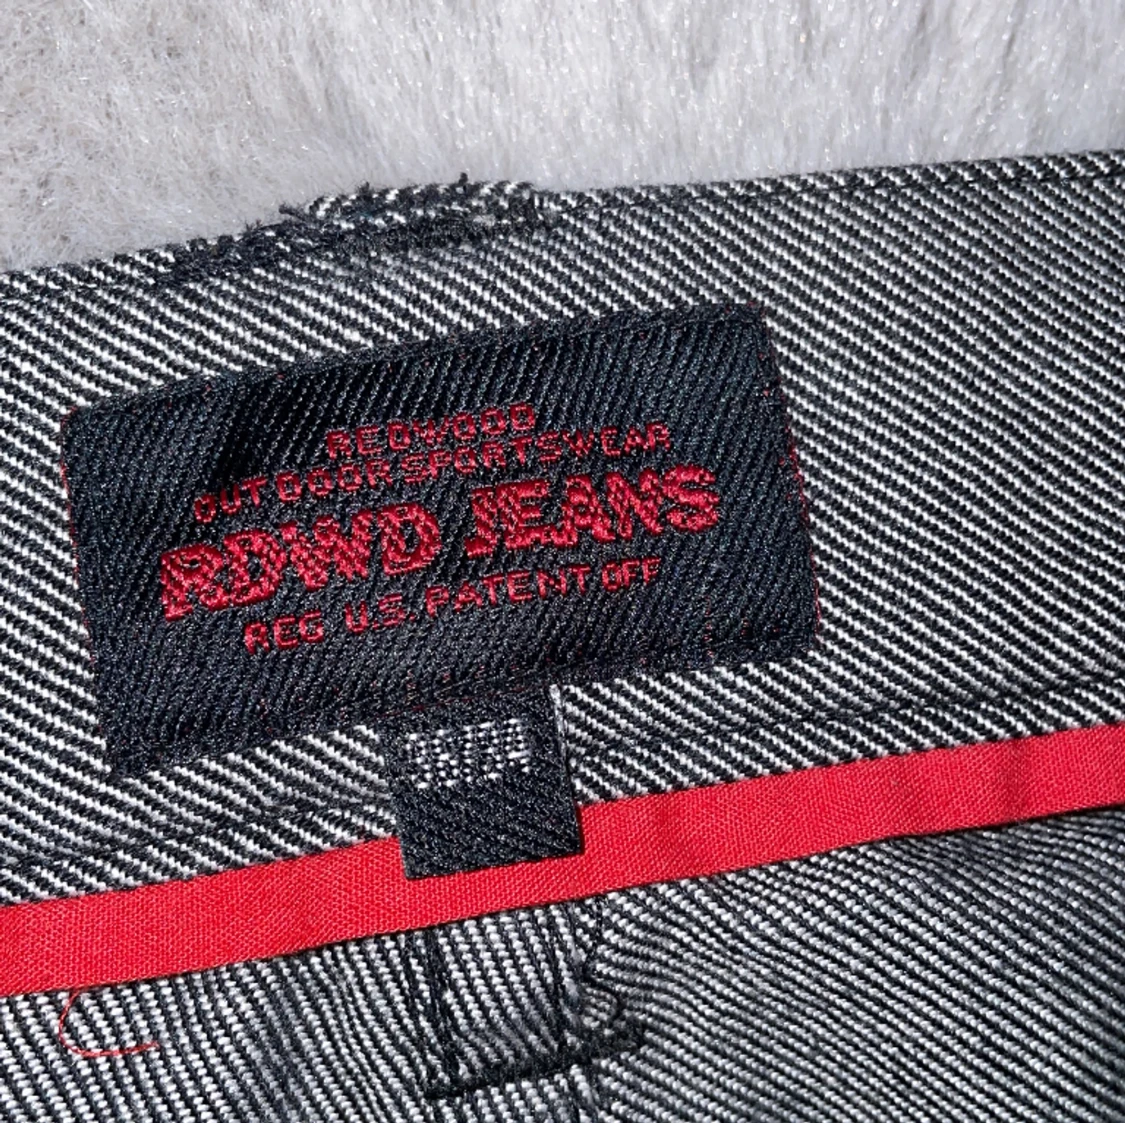 REDWOOD
OUTDOOR SPORTSWEAR
RDWD JEANS
REG U.S. PATENT OFF